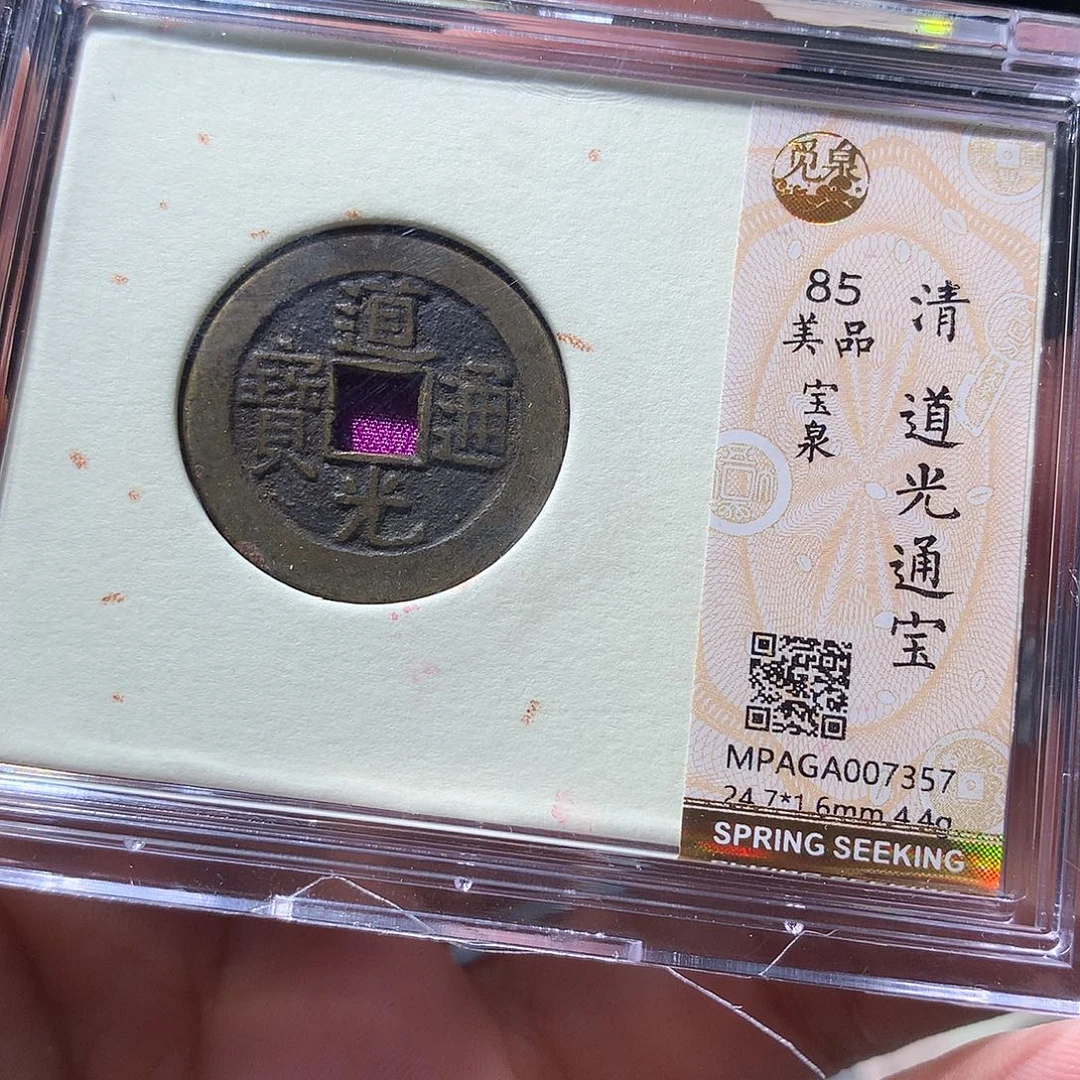 道光通寶
觅泉
85
美品
宝泉
清 道光通宝
MPAGA007357
24.7*1.6mm 4.4g
SPRING SEEKING